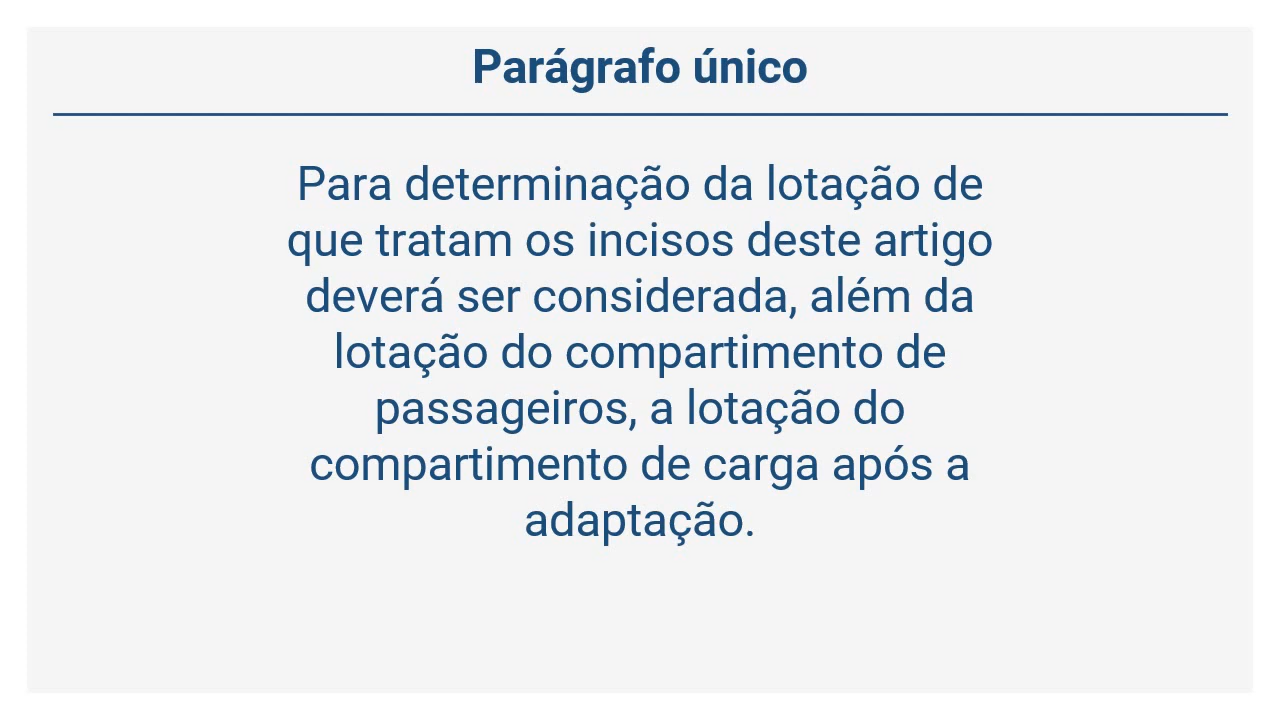 Parágrafo único
Para determinação da lotação de
que tratam os incisos deste artigo
deverá ser considerada, além da
lotação do compartimento de
passageiros, a lotação do
compartimento de carga após a
adaptação.